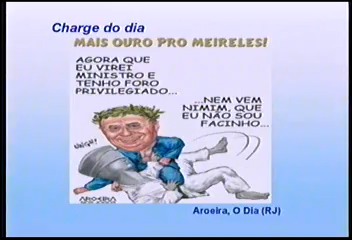 Charge do dia
MAIS OURO PRO MEIRELES!
AGORA QUE
EU VIREI
MINISTRO E
TENHO FORO
PRIVILEGIADO...
...NEM VEM
NIMIM, QUE
EU NÃO SOU
FACINHO...
AROEIRA
Aroeira, O Dia (RJ)